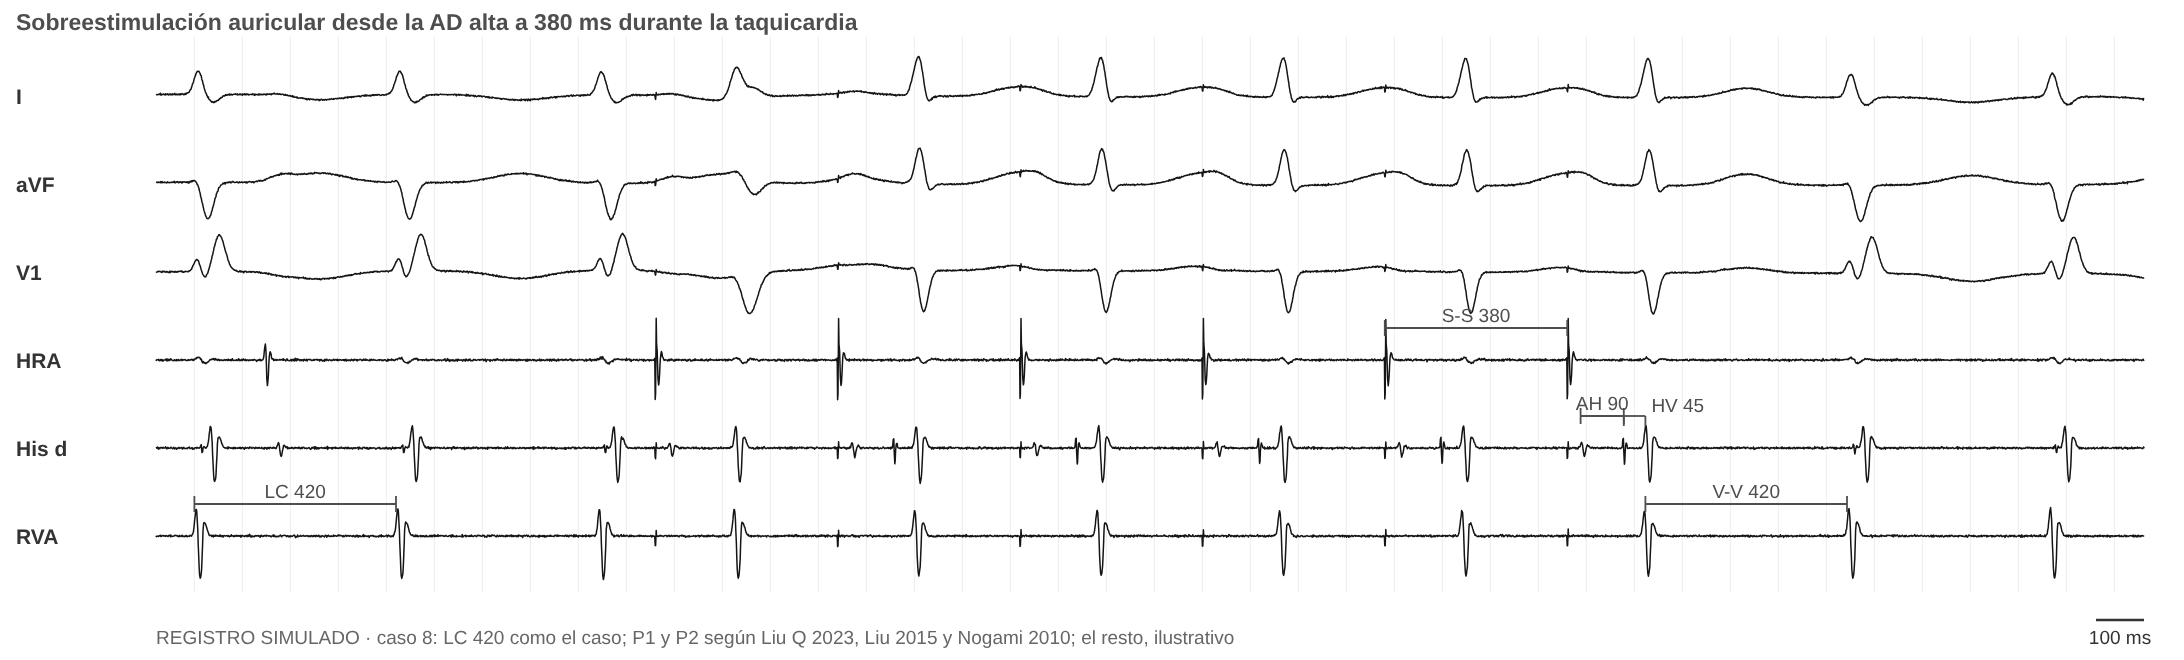 Sobreestimulación auricular desde la AD alta a 380 ms durante la taquicardia
I
aVF
V1
S-S 380
HRA
AH 90 HV 45
His d
LC 420 V-V 420
RVA
REGISTRO SIMULADO · caso 8: LC 420 como el caso; P1 y P2 según Liu Q 2023, Liu 2015 y Nogami 2010; el resto, ilustrativo
100 ms